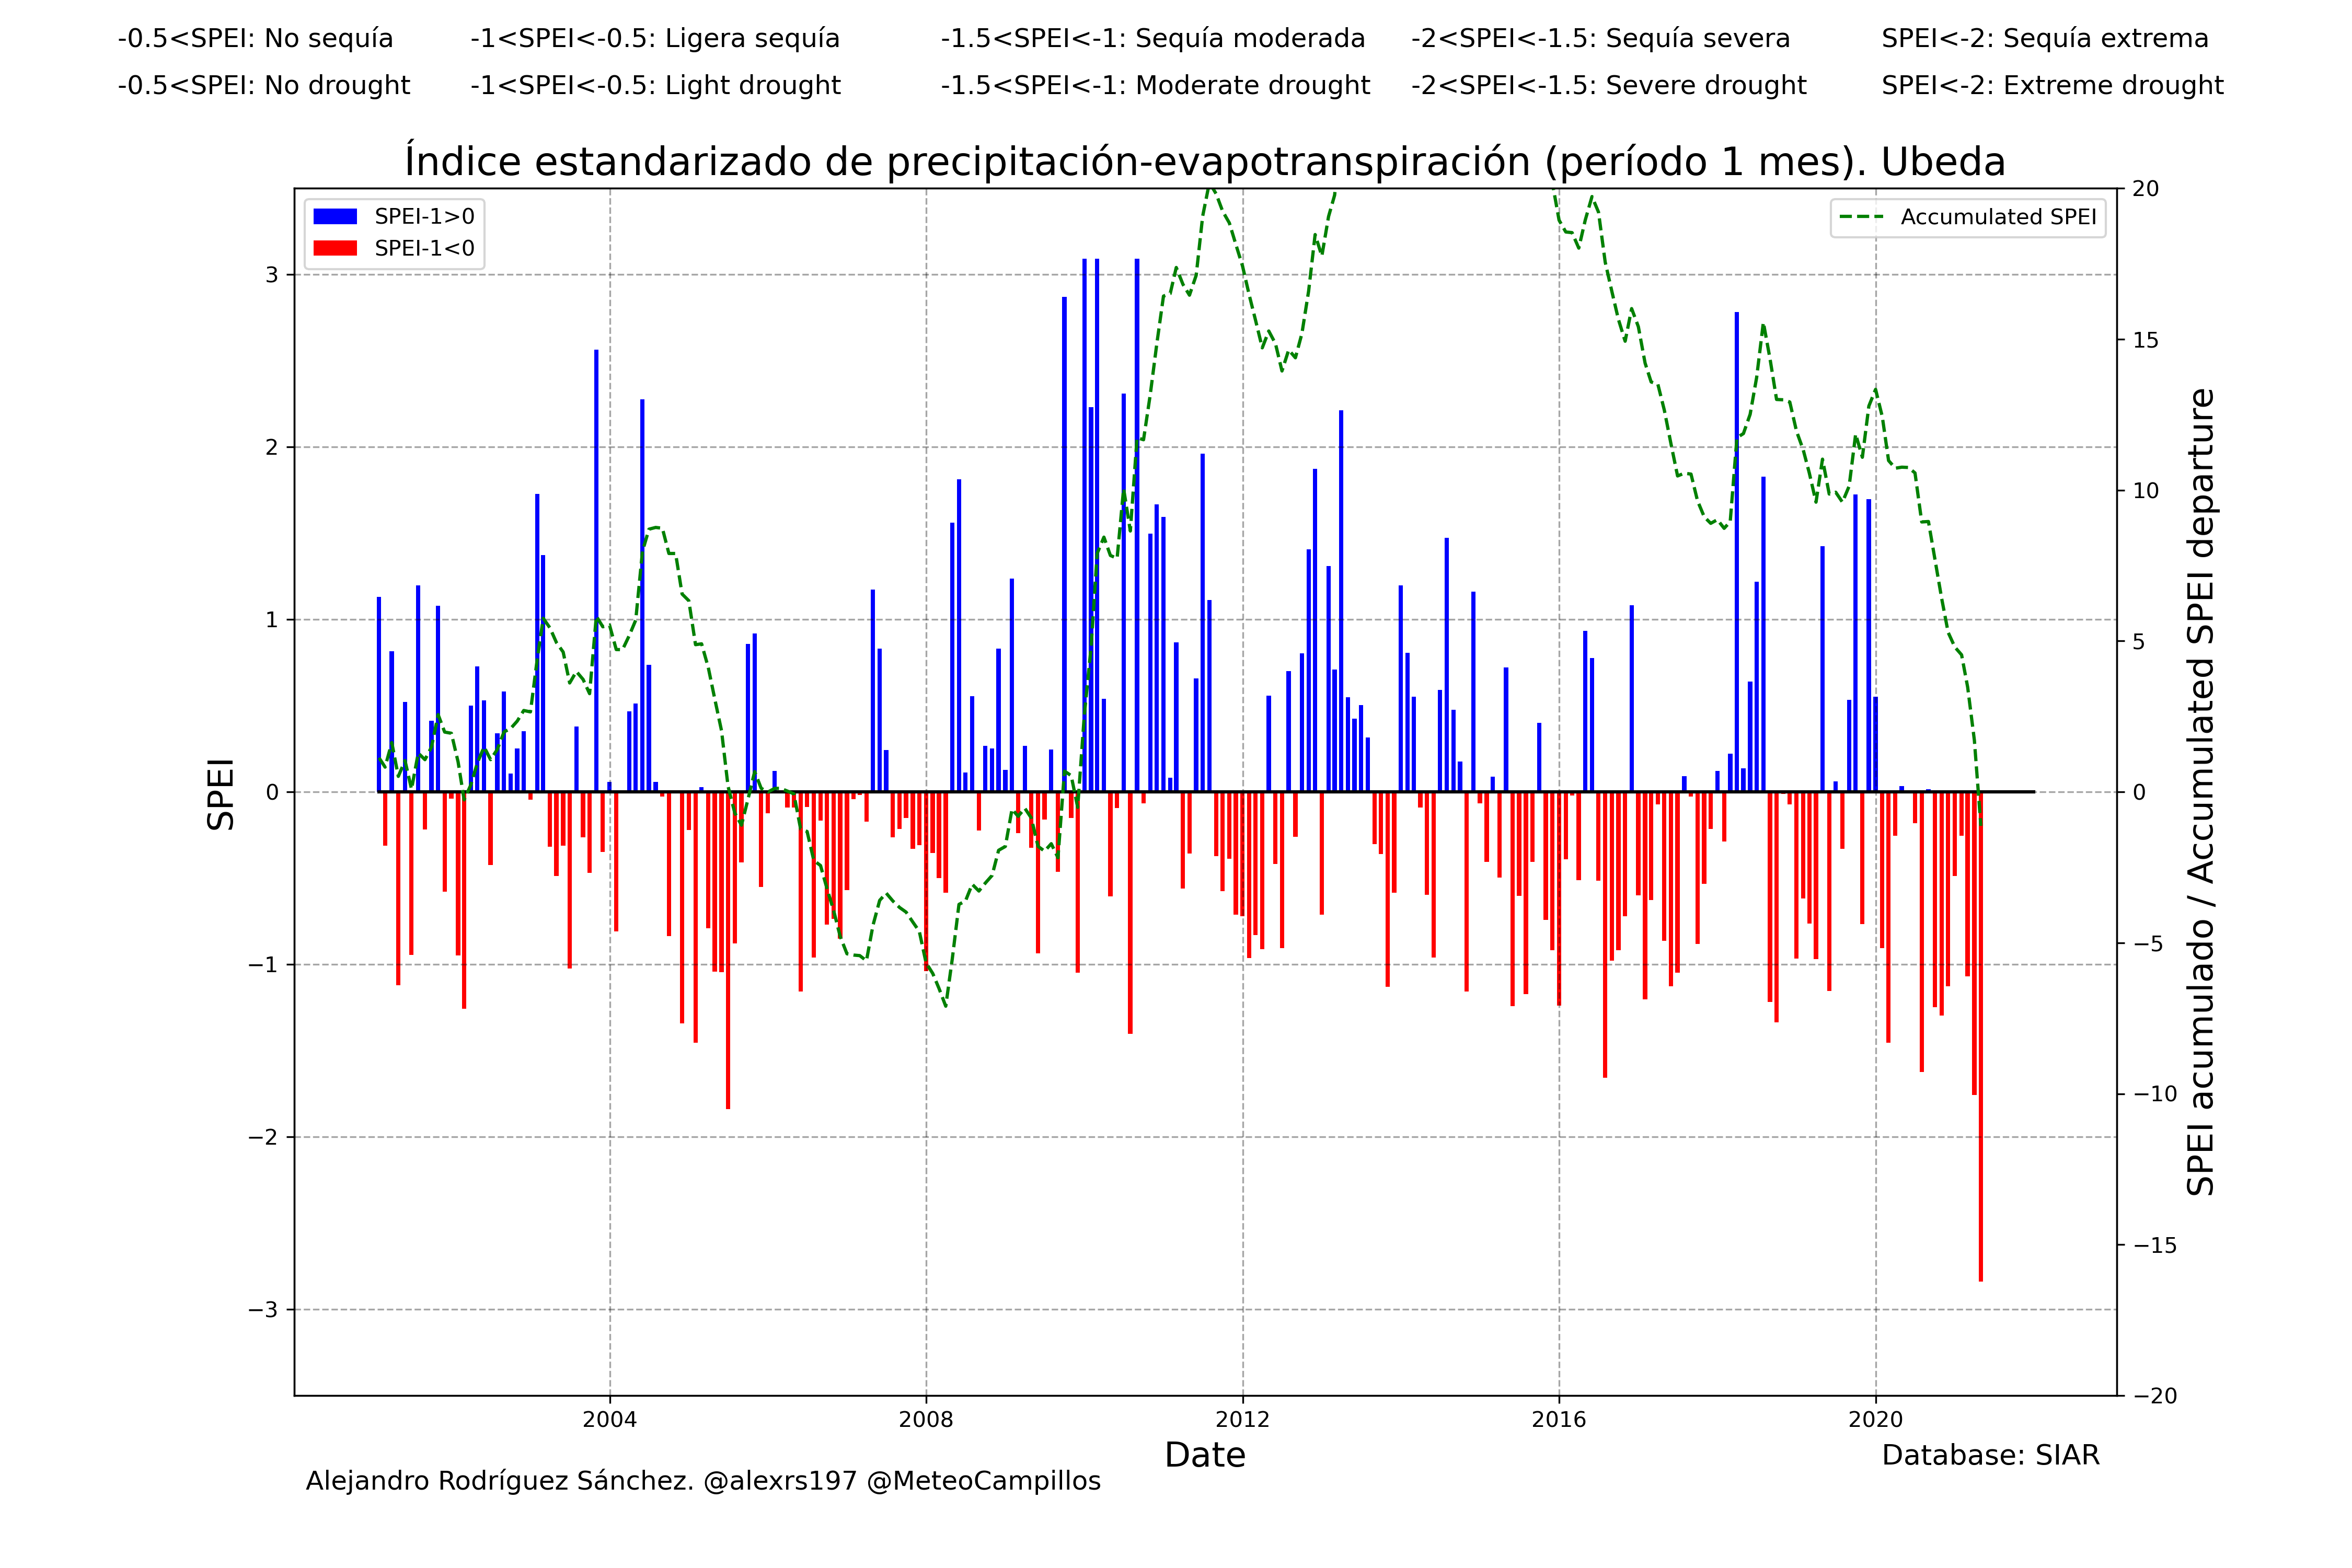 -0.5<SPEI: No sequía -1<SPEI<-0.5: Ligera sequía -1.5<SPEI<-1: Sequía moderada -2<SPEI<-1.5: Sequía severa SPEI<-2: Sequía extrema
-0.5<SPEI: No drought -1<SPEI<-0.5: Light drought -1.5<SPEI<-1: Moderate drought -2<SPEI<-1.5: Severe drought SPEI<-2: Extreme drought
Índice estandarizado de precipitación-evapotranspiración (período 1 mes). Ubeda
SPEI-1>0
SPEI-1<0
Accumulated SPEI
SPEI
3
2
1
0
−1
−2
−3
20
15
10
5
0
−5
−10
−15
−20
SPEI acumulado / Accumulated SPEI departure
2004 2008 2012 2016 2020
Date
Database: SIAR
Alejandro Rodríguez Sánchez. @alexrs197 @MeteoCampillos